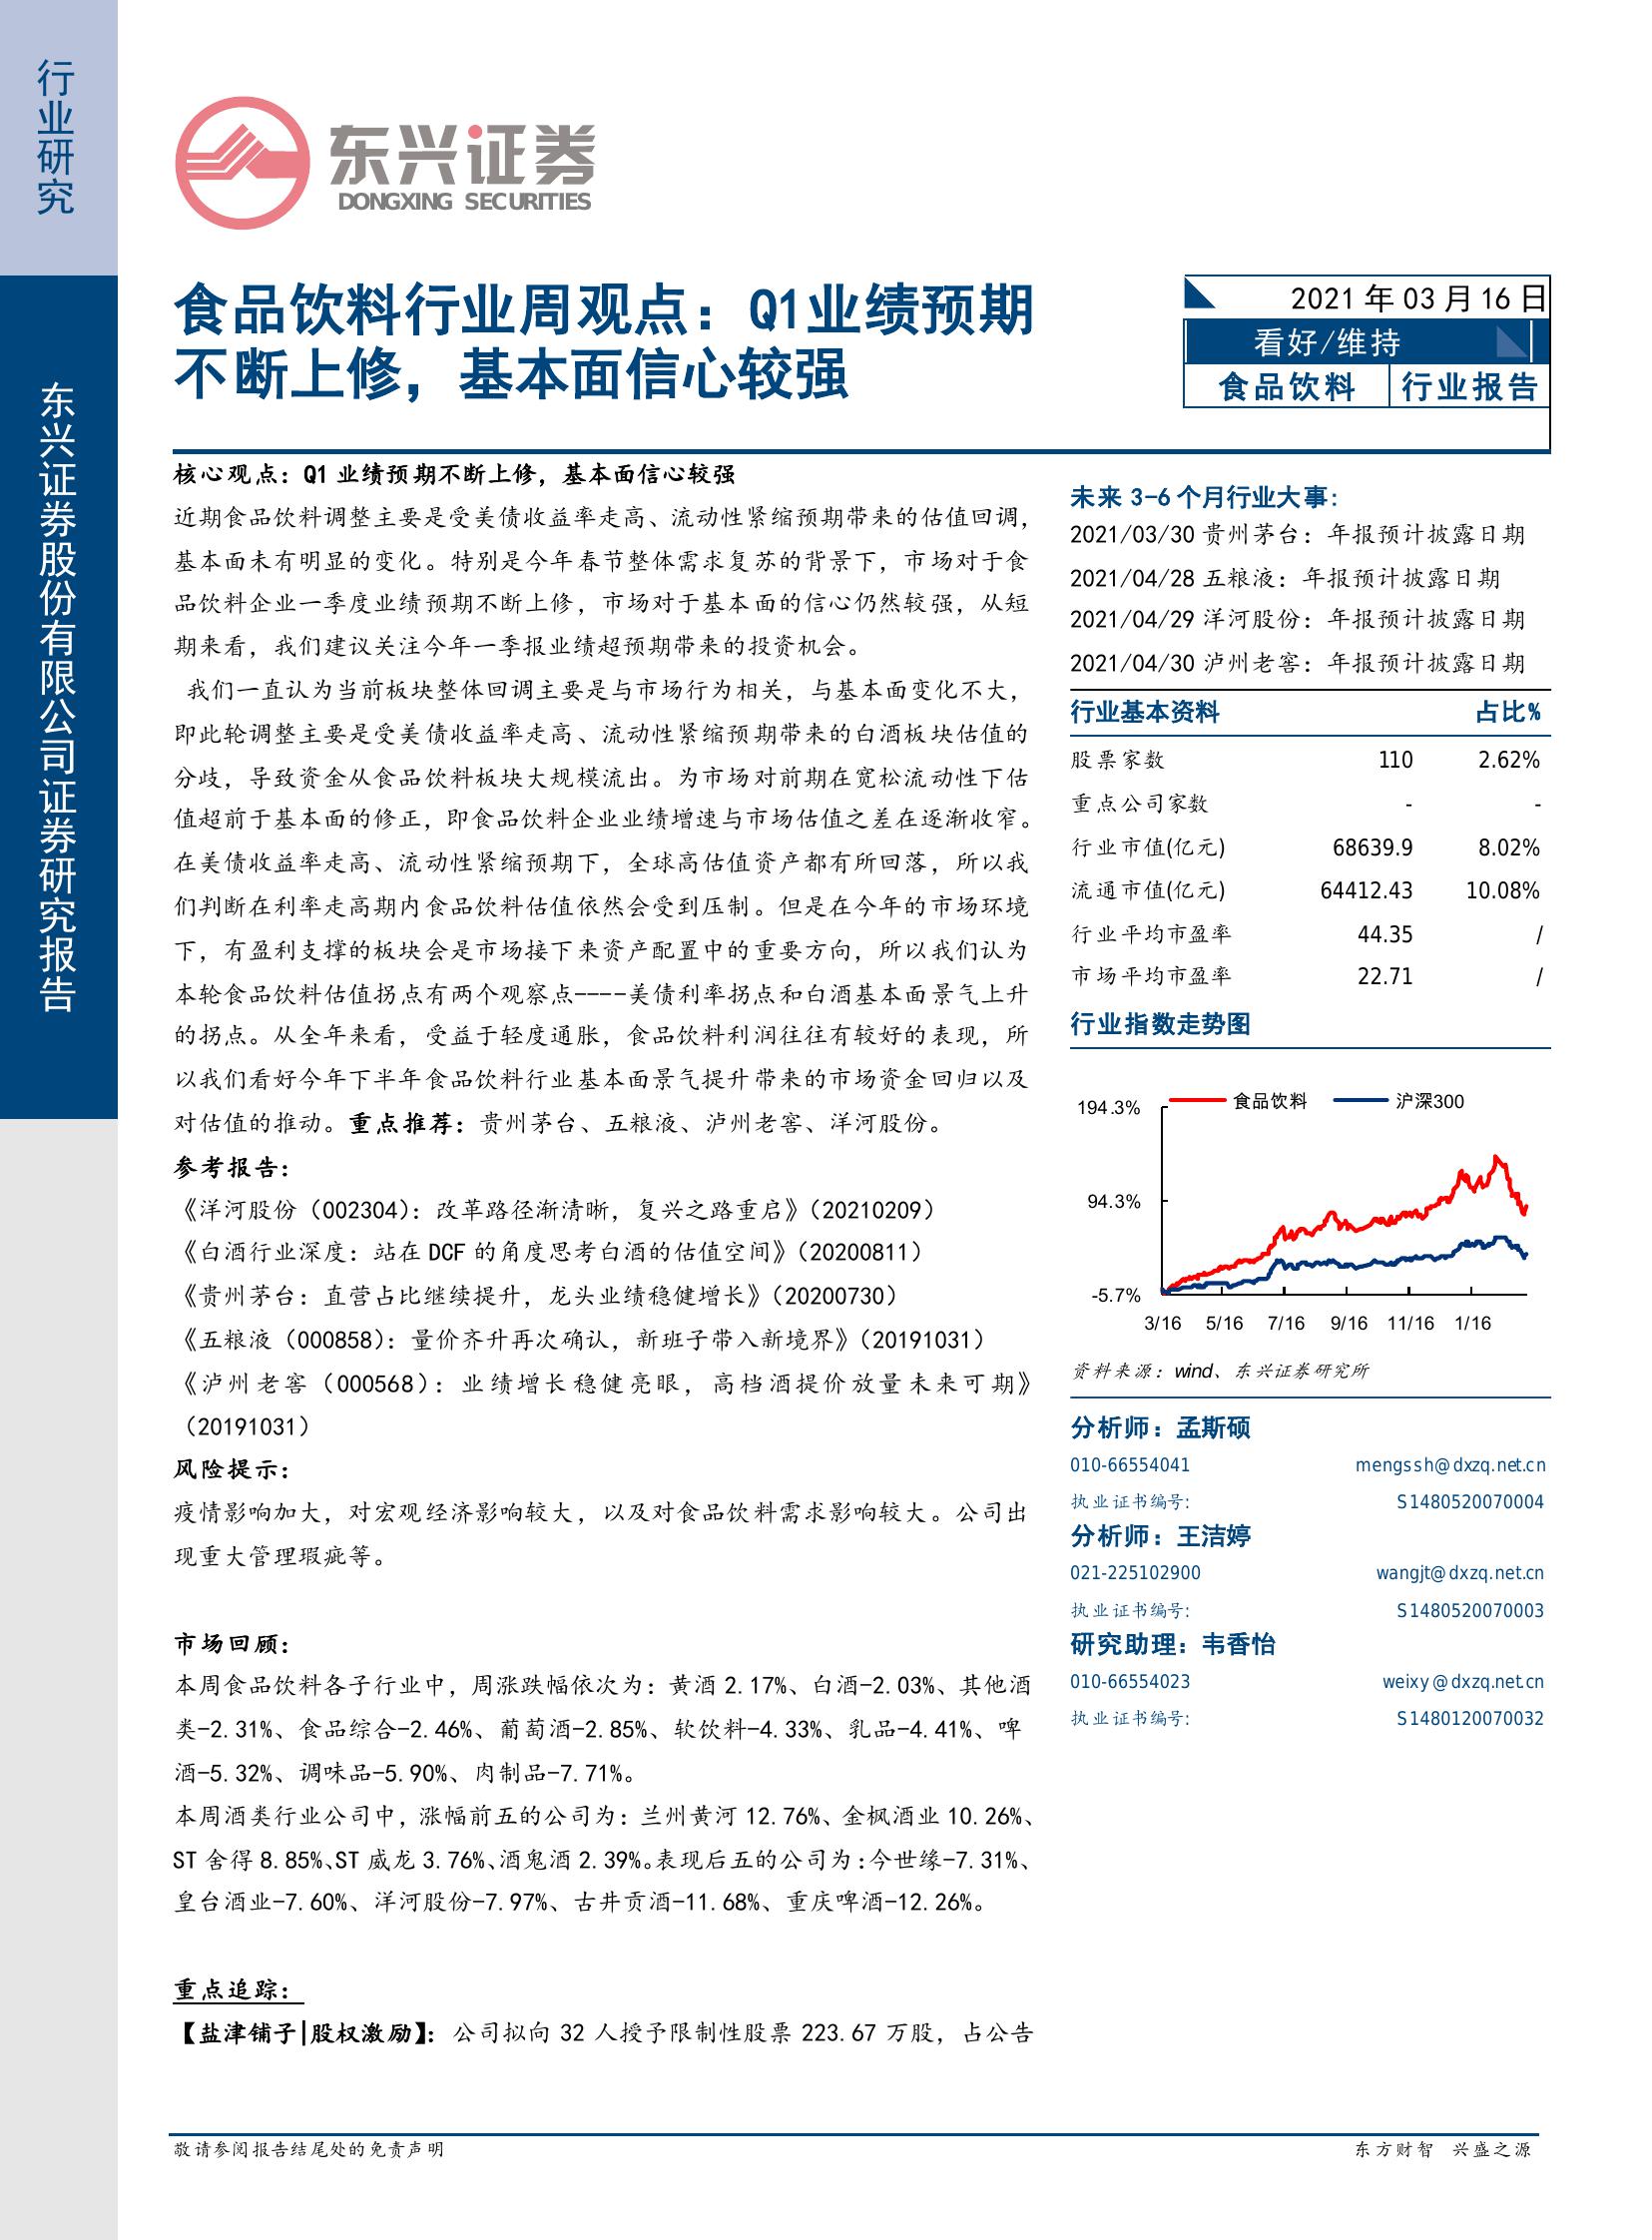 行业研究
东兴证券股份有限公司证券研究报告
东兴证券
DONGXING SECURITIES
食品饮料行业周观点：Q1业绩预期
不断上修，基本面信心较强
2021 年 03 月 16 日
看好/维持
食品饮料 行业报告
核心观点：Q1 业绩预期不断上修，基本面信心较强
近期食品饮料调整主要是受美债收益率走高、流动性紧缩预期带来的估值回调，
基本面未有明显的变化。特别是今年春节整体需求复苏的背景下，市场对于食
品饮料企业一季度业绩预期不断上修，市场对于基本面的信心仍然较强，从短
期来看，我们建议关注今年一季报业绩超预期带来的投资机会。
我们一直认为当前板块整体回调主要是与市场行为相关，与基本面变化不大，
即此轮调整主要是受美债收益率走高、流动性紧缩预期带来的白酒板块估值的
分歧，导致资金从食品饮料板块大规模流出。为市场对前期在宽松流动性下估
值超前于基本面的修正，即食品饮料企业业绩增速与市场估值之差在逐渐收窄。
在美债收益率走高、流动性紧缩预期下，全球高估值资产都有所回落，所以我
们判断在利率走高期内食品饮料估值依然会受到压制。但是在今年的市场环境
下，有盈利支撑的板块会是市场接下来资产配置中的重要方向，所以我们认为
本轮食品饮料估值拐点有两个观察点----美债利率拐点和白酒基本面景气上升
的拐点。从全年来看，受益于轻度通胀，食品饮料利润往往有较好的表现，所
以我们看好今年下半年食品饮料行业基本面景气提升带来的市场资金回归以及
对估值的推动。重点推荐：贵州茅台、五粮液、泸州老窖、洋河股份。
参考报告：
《洋河股份（002304）：改革路径渐清晰，复兴之路重启》（20210209）
《白酒行业深度：站在 DCF 的角度思考白酒的估值空间》（20200811）
《贵州茅台：直营占比继续提升，龙头业绩稳健增长》（20200730）
《五粮液（000858）：量价齐升再次确认，新班子带入新境界》（20191031）
《泸州老窖（000568）：业绩增长稳健亮眼，高档酒提价放量未来可期》
（20191031）
风险提示：
疫情影响加大，对宏观经济影响较大，以及对食品饮料需求影响较大。公司出
现重大管理瑕疵等。
市场回顾：
本周食品饮料各子行业中，周涨跌幅依次为：黄酒 2.17%、白酒-2.03%、其他酒
类-2.31%、食品综合-2.46%、葡萄酒-2.85%、软饮料-4.33%、乳品-4.41%、啤
酒-5.32%、调味品-5.90%、肉制品-7.71%。
本周酒类行业公司中，涨幅前五的公司为：兰州黄河 12.76%、金枫酒业 10.26%、
ST 舍得 8.85%、ST 威龙 3.76%、酒鬼酒 2.39%。表现后五的公司为：今世缘-7.31%、
皇台酒业-7.60%、洋河股份-7.97%、古井贡酒-11.68%、重庆啤酒-12.26%。
重点追踪：
【盐津铺子|股权激励】：公司拟向 32 人授予限制性股票 223.67 万股，占公告
未来 3-6 个月行业大事:
2021/03/30 贵州茅台：年报预计披露日期
2021/04/28 五粮液：年报预计披露日期
2021/04/29 洋河股份：年报预计披露日期
2021/04/30 泸州老窖：年报预计披露日期
行业基本资料 占比%
股票家数 110 2.62%
重点公司家数 - -
行业市值(亿元) 68639.9 8.02%
流通市值(亿元) 64412.43 10.08%
行业平均市盈率 44.35 /
市场平均市盈率 22.71 /
行业指数走势图
食品饮料 沪深300
194.3%
94.3%
-5.7%
3/16 5/16 7/16 9/16 11/16 1/16
资料来源：wind、东兴证券研究所
分析师：孟斯硕
010-66554041 mengssh@dxzq.net.cn
执业证书编号: S1480520070004
分析师：王洁婷
021-225102900 wangjt@dxzq.net.cn
执业证书编号: S1480520070003
研究助理：韦香怡
010-66554023 weixy@dxzq.net.cn
执业证书编号: S1480120070032
敬请参阅报告结尾处的免责声明
东方财智 兴盛之源